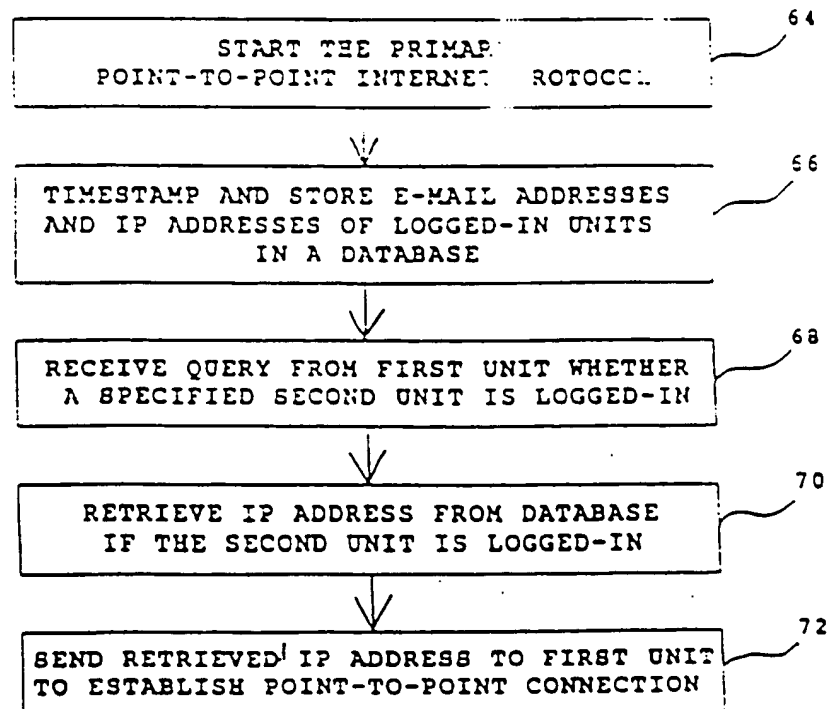 64
START THE PRIMAR
POINT-TO-POINT INTERNET ROTOCOL
66
TIMESTAMP AND STORE E-MAIL ADDRESSES
AND IP ADDRESSES OF LOGGED-IN UNITS
IN A DATABASE
68
RECEIVE QUERY FROM FIRST UNIT WHETHER
A SPECIFIED SECOND UNIT IS LOGGED-IN
70
RETRIEVE IP ADDRESS FROM DATABASE
IF THE SECOND UNIT IS LOGGED-IN
72
SEND RETRIEVED IP ADDRESS TO FIRST UNIT
TO ESTABLISH POINT-TO-POINT CONNECTION